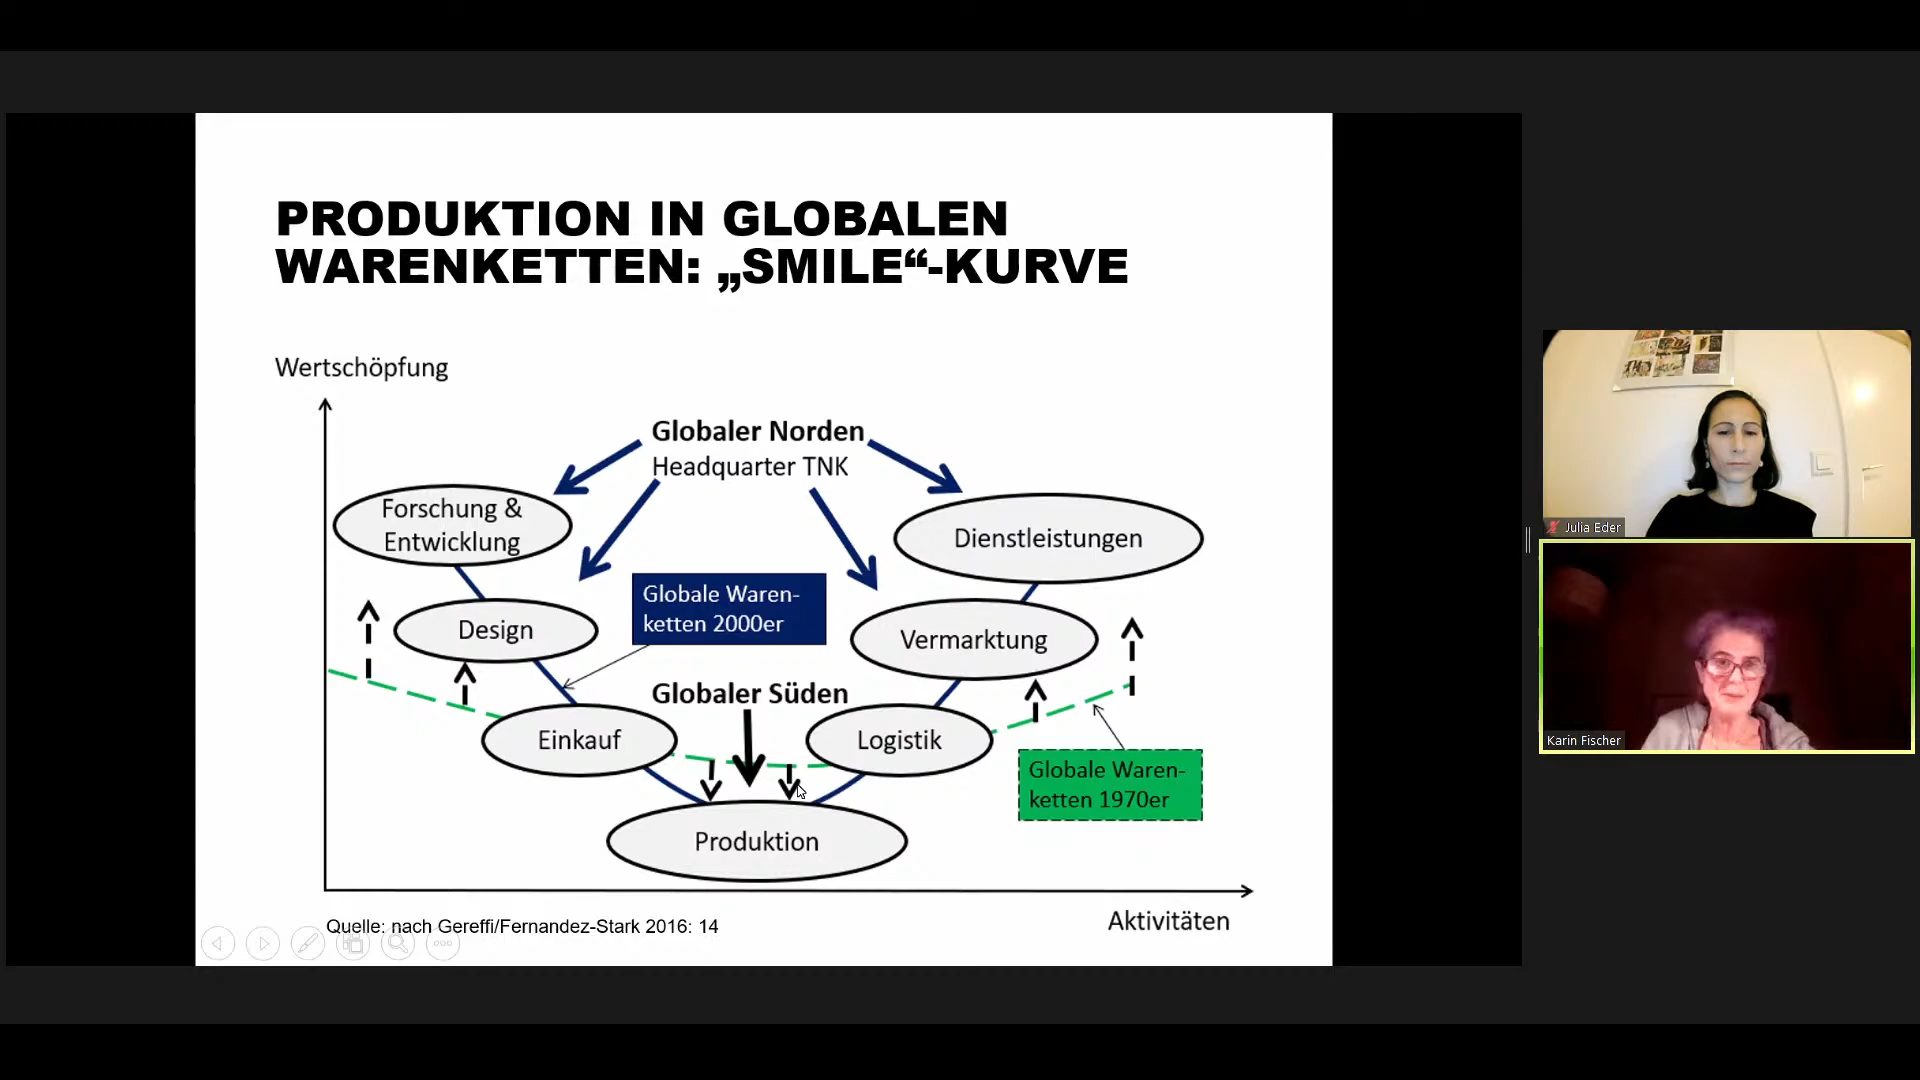 PRODUKTION IN GLOBALEN
WARENKETTEN: „SMILE“-KURVE
Wertschöpfung
Globaler Norden
Headquarter TNK
Forschung &
Entwicklung
Dienstleistungen
Globale Waren-
ketten 2000er
Design
Vermarktung
Globaler Süden
Einkauf
Logistik
Globale Waren-
ketten 1970er
Produktion
Aktivitäten
Quelle: nach Gereffi/Fernandez-Stark 2016: 14
Julia Eder
Karin Fischer